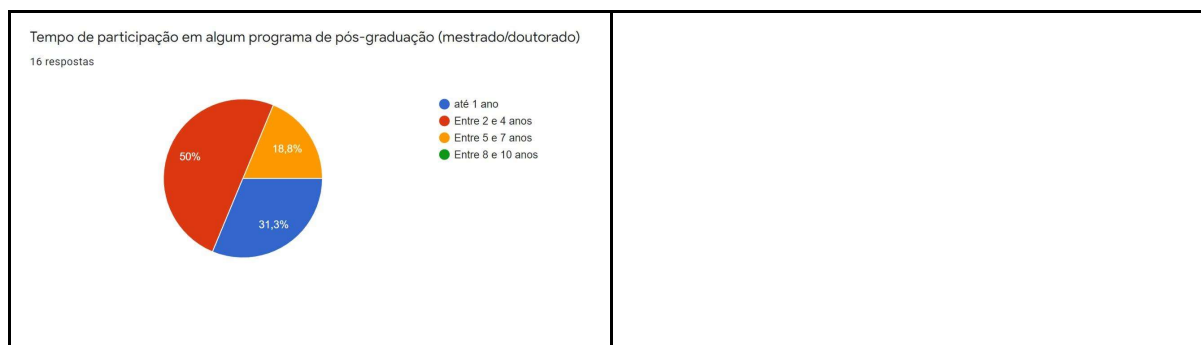 Tempo de participação em algum programa de pós-graduação (mestrado/doutorado)
16 respostas
até 1 ano
Entre 2 e 4 anos
Entre 5 e 7 anos
Entre 8 e 10 anos
50%
18,8%
31,3%